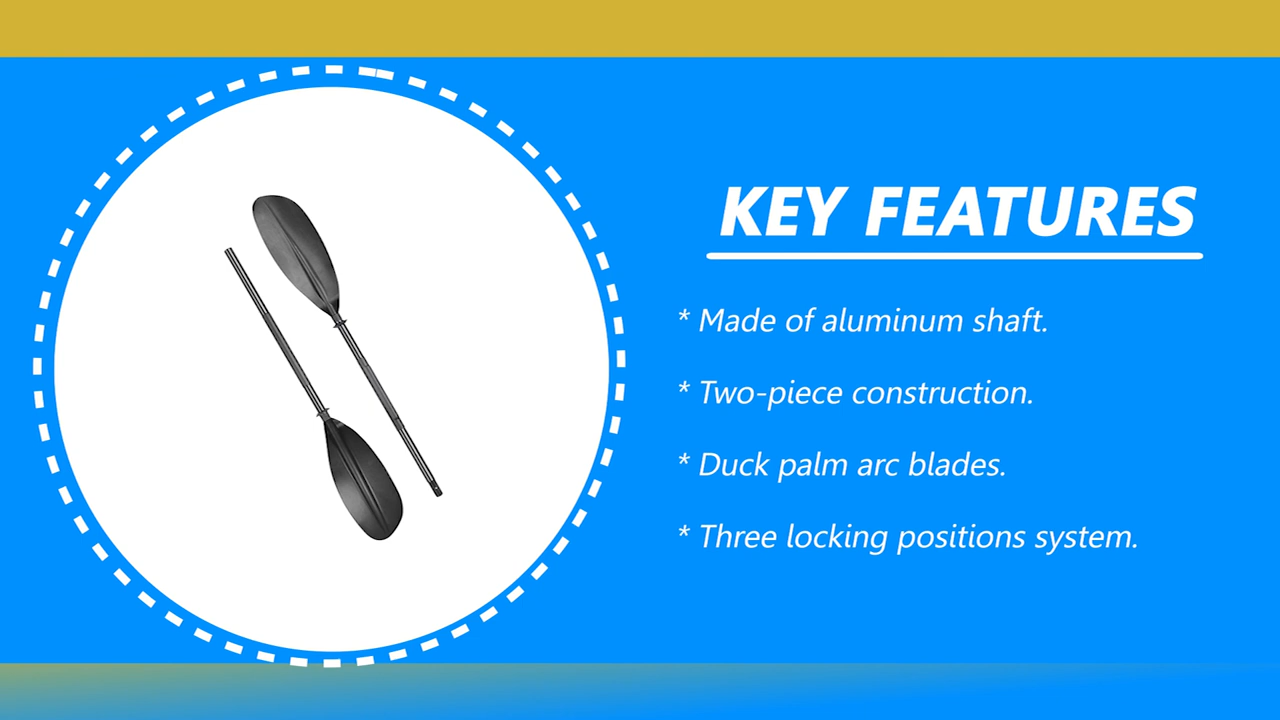 KEY FEATURES
* Made of aluminum shaft.
* Two-piece construction.
* Duck palm arc blades.
* Three locking positions system.